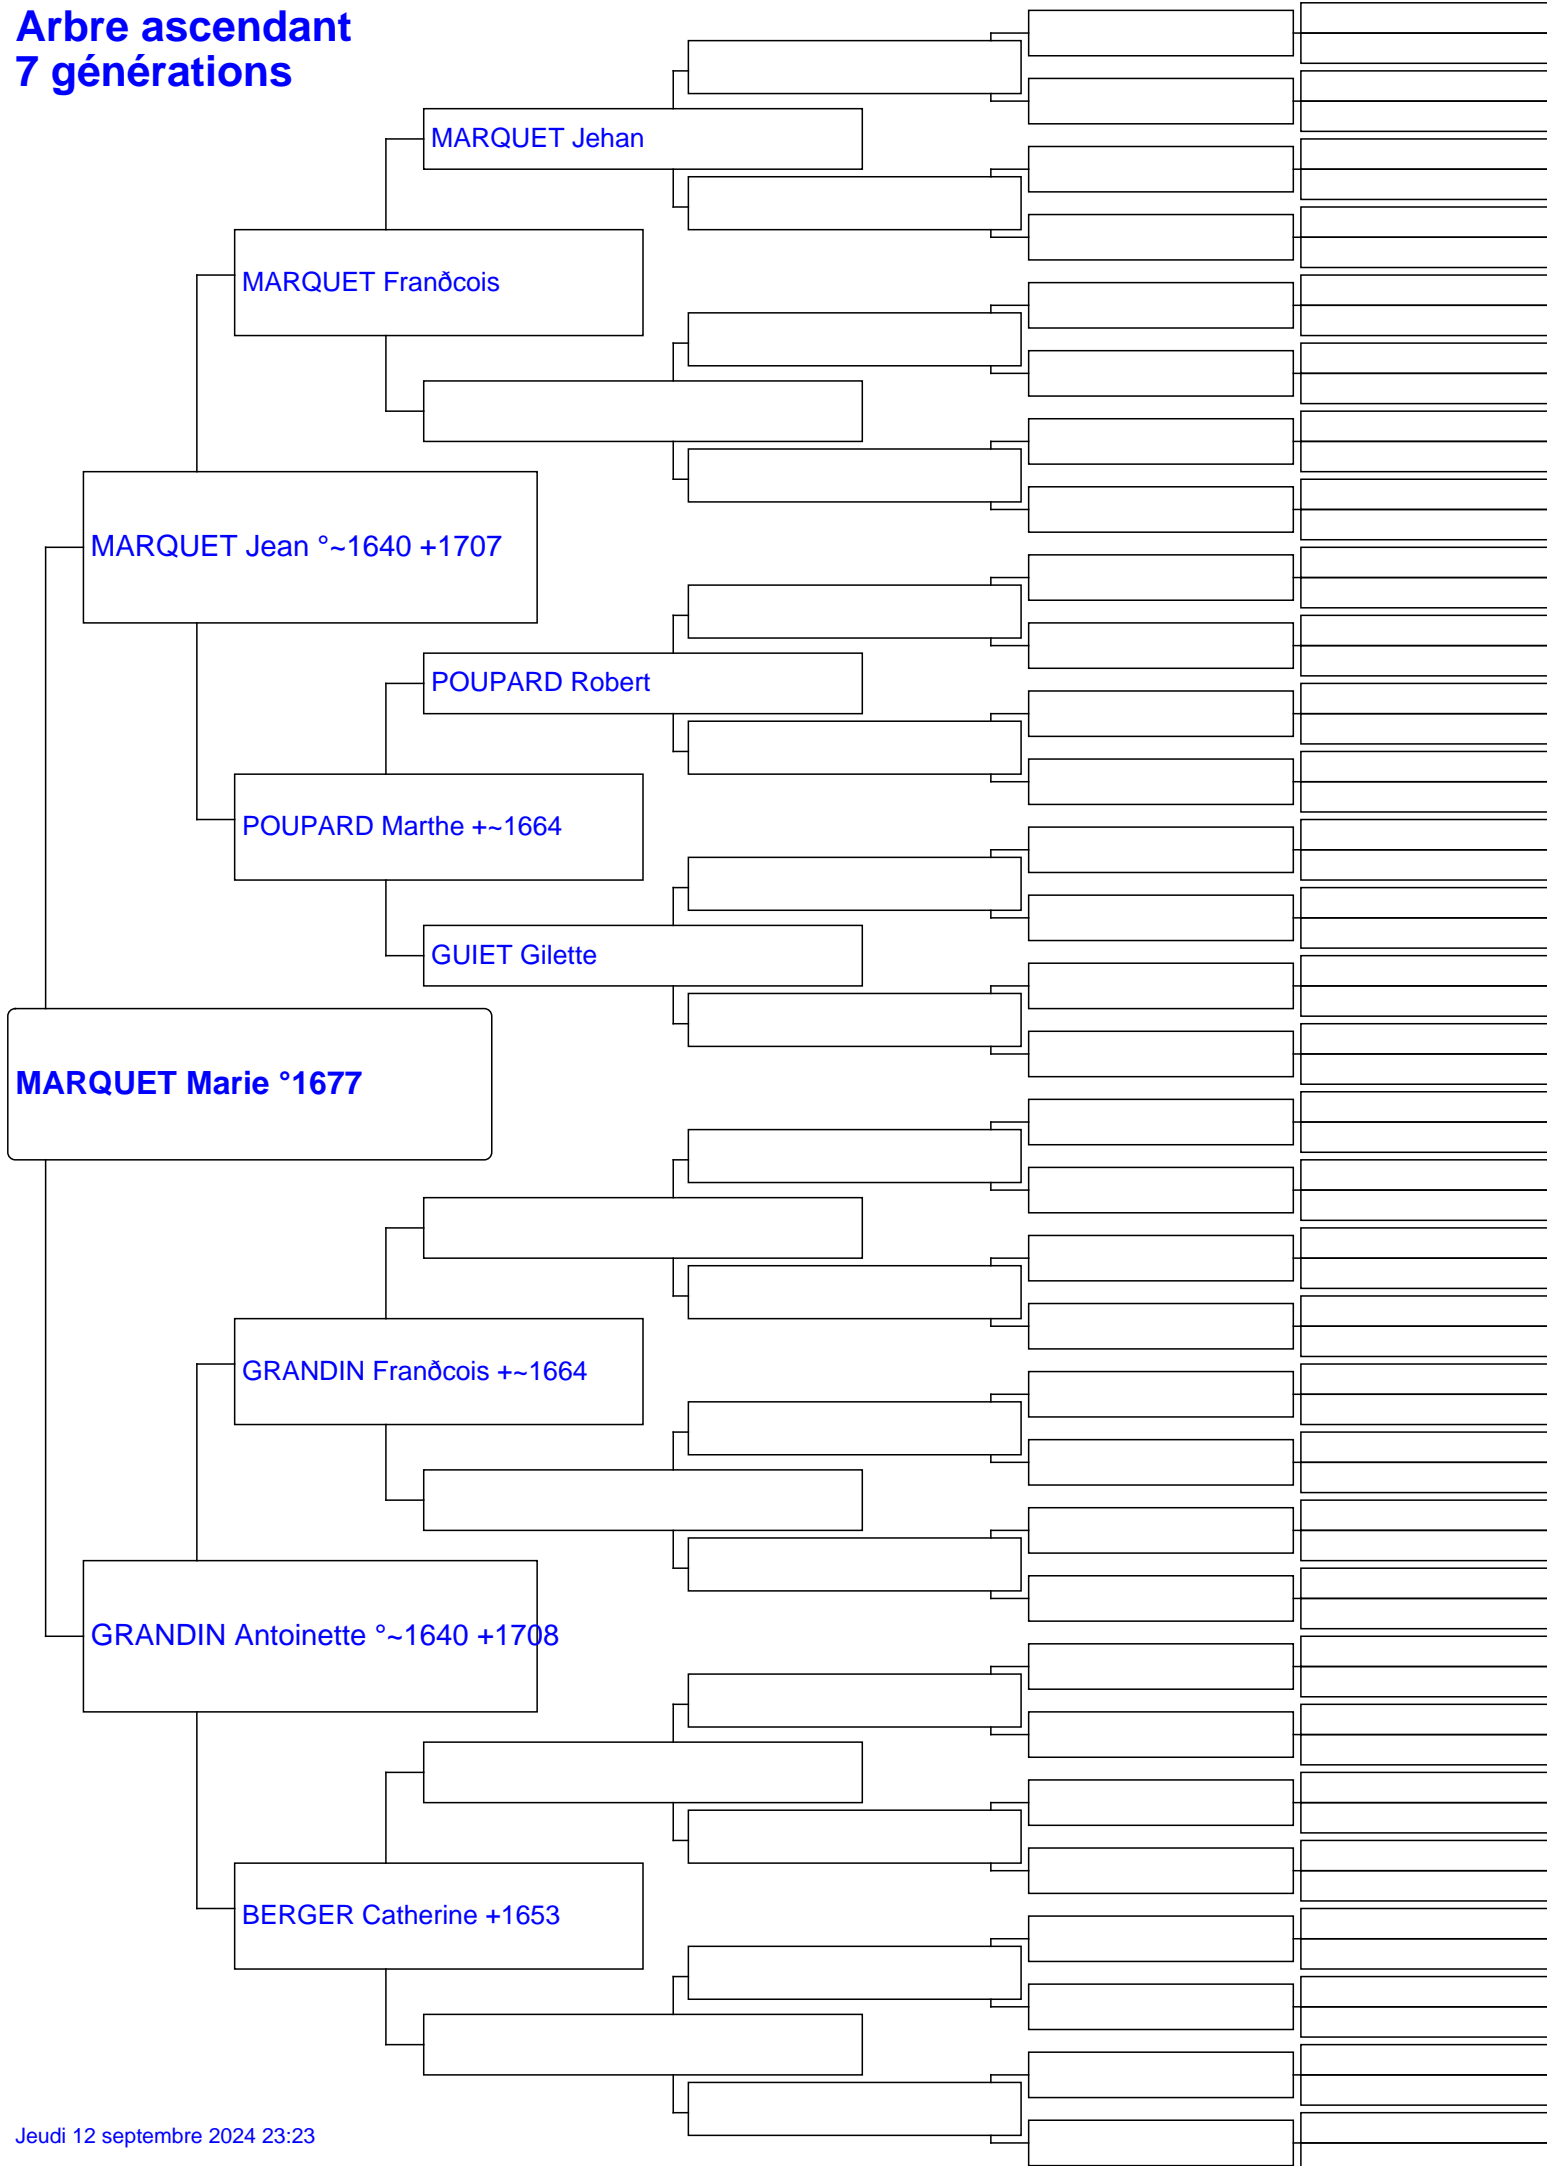 Arbre ascendant
7 générations
MARQUET Jehan
MARQUET Franðcois
MARQUET Jean °~1640 +1707
POUPARD Robert
POUPARD Marthe +~1664
GUIET Gilette
MARQUET Marie °1677
GRANDIN Franðcois +~1664
GRANDIN Antoinette °~1640 +1708
BERGER Catherine +1653
Jeudi 12 septembre 2024 23:23